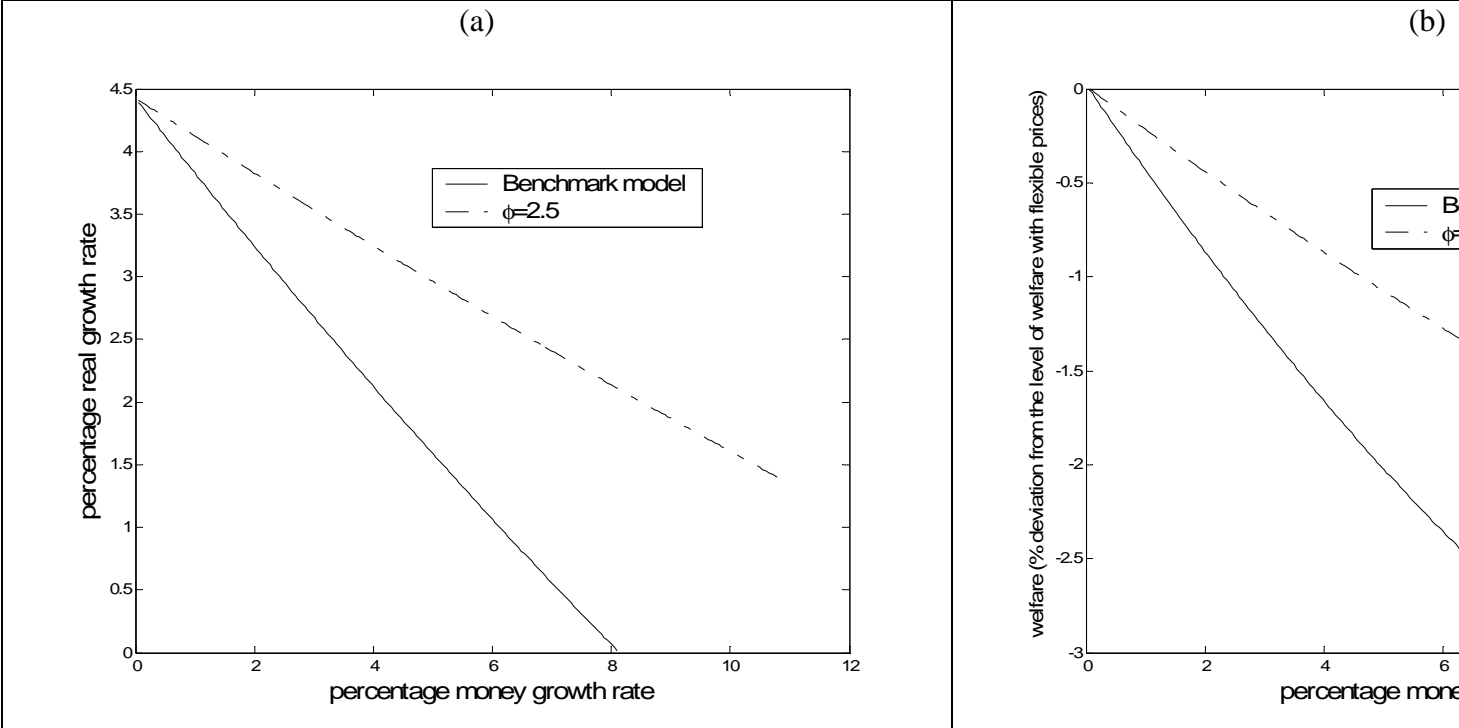 (a)
4.5
4
3.5
3
2.5
2
1.5
1
0.5
0
percentage real growth rate
Benchmark model
ϕ=2.5
0 2 4 6 8 10 12
percentage money growth rate
(b)
0
-0.5
-1
-1.5
-2
-2.5
-3
welfare (% deviation from the level of welfare with flexible prices)
ϕ=
0 2 4 6
percentage